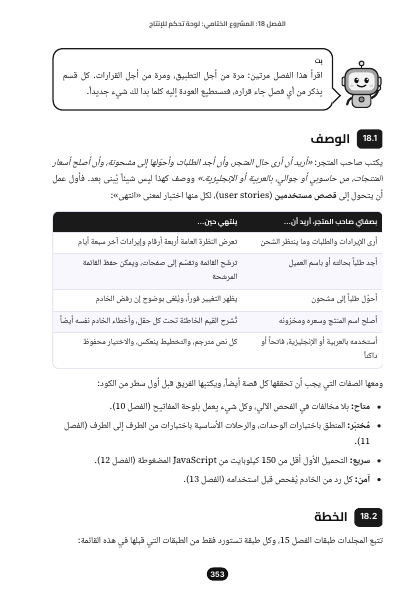 الفصل 18: المشروع الختامي: لوحة تحكم للإنتاج
بت
اقرأ هذا الفصل مرتين: مرة من أجل التطبيق، ومرة من أجل القرارات. كل قسم
يذكر من أي فصل جاء قراره، فتستطيع العودة إليه كلما بدا لك شيء جديداً.
18.1 الوصف
يكتب صاحب المتجر: «أريد أن أرى حال المتجر، وأن أجد الطلبات وأحوّلها إلى مشحونة، وأن أصلح أسعار
المنتجات، من حاسوبي أو جوالي، بالعربية أو الإنجليزية.» ووصف كهذا ليس شيئاً يُبنى بعد. فأول عمل
أن يتحول إلى قصص مستخدمين (user stories)، لكل منها اختبار لمعنى «انتهى»:
بصفتي صاحب المتجر، أريد أن... ينتهي حين...
أرى الإيرادات والطلبات وما ينتظر الشحن تعرض النظرة العامة أربعة أرقام وإيرادات آخر سبعة أيام
أجد طلباً بحالته أو باسم العميل ترشح القائمة وتقسّم إلى صفحات، ويمكن حفظ القائمة
المرشحة
أحوّل طلباً إلى مشحون يظهر التغيير فوراً، ويُلغى بوضوح إن رفض الخادم
أصلح اسم المنتج وسعره ومخزونه تُشرح القيم الخاطئة تحت كل حقل، وأخطاء الخادم نفسه أيضاً
أستخدمه بالعربية أو الإنجليزية، فاتحاً أو كل نص مترجم، والتخطيط ينعكس، والاختيار محفوظ
داكناً
ومعها الصفات التي يجب أن تحققها كل قصة أيضاً، ويكتبها الفريق قبل أول سطر من الكود:
• متاح: بلا مخالفات في الفحص الآلي، وكل شيء يعمل بلوحة المفاتيح (الفصل 10).
• مُختبَر: المنطق باختبارات الوحدات، والرحلات الأساسية باختبارات من الطرف إلى الطرف (الفصل
11).
• سريع: التحميل الأول أقل من 150 كيلوبايت من JavaScript المضغوطة (الفصل 12).
• آمن: كل رد من الخادم يُفحص قبل استخدامه (الفصل 13).
18.2 الخطة
تتبع المجلدات طبقات الفصل 15، وكل طبقة تستورد فقط من الطبقات التي قبلها في هذه القائمة:
353